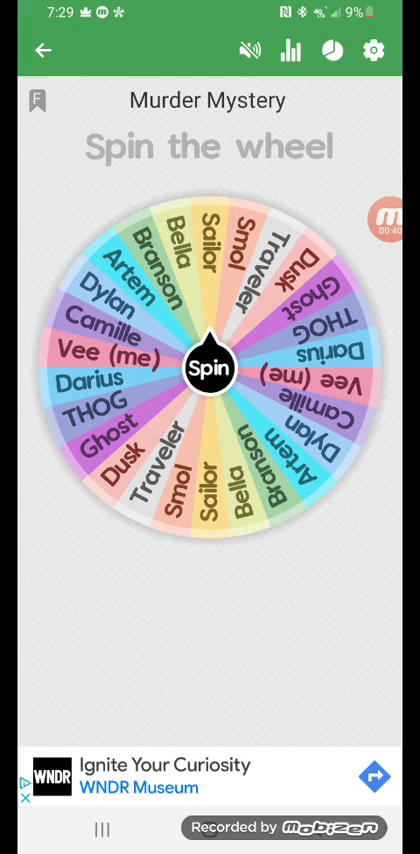 7:29
9%
F
Murder Mystery
Spin the wheel
00:40
Sailor
Smol
Traveler
Dusk
Ghost
THOG
Darius
Vee (me)
Camille
Dylan
Artem
Branson
Bella
Sailor
Smol
Traveler
Dusk
Ghost
THOG
Darius
Vee (me)
Camille
Dylan
Artem
Branson
Bella
Spin
WNDR
Ignite Your Curiosity
WNDR Museum
Recorded by mobizen